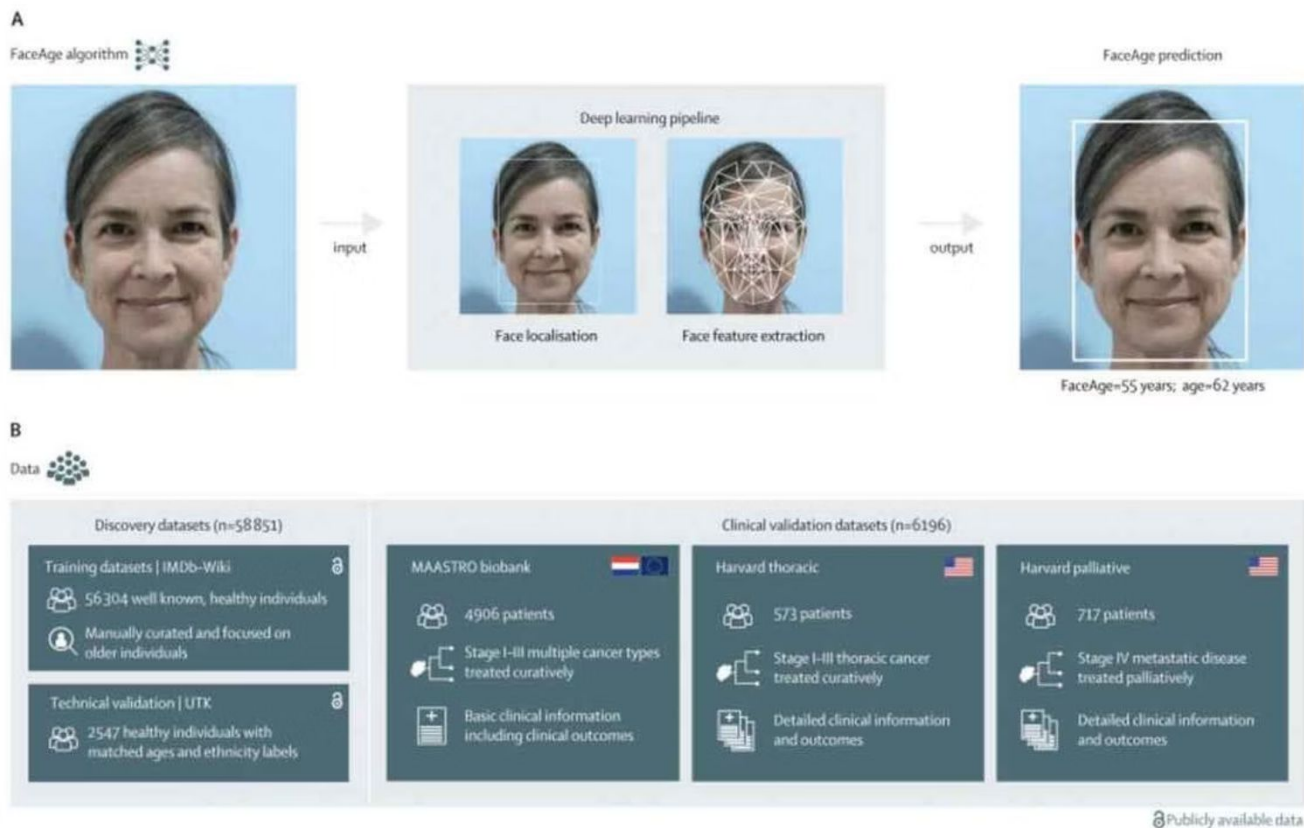 A
FaceAge algorithm
FaceAge prediction
Deep learning pipeline
input
output
Face localisation
Face feature extraction
FaceAge=55 years; age=62 years
B
Data
Discovery datasets (n=58 851)
Training datasets | IMDb-Wiki
56 304 well known, healthy individuals
Manually curated and focused on
older individuals
Technical validation | UTK
2547 healthy individuals with
matched ages and ethnicity labels
Clinical validation datasets (n=6196)
MAASTRO biobank
4906 patients
Stage I–III multiple cancer types
treated curatively
Basic clinical information
including clinical outcomes
Harvard thoracic
573 patients
Stage I–III thoracic cancer
treated curatively
Detailed clinical information
and outcomes
Harvard palliative
717 patients
Stage IV metastatic disease
treated palliatively
Detailed clinical information
and outcomes
Publicly available data